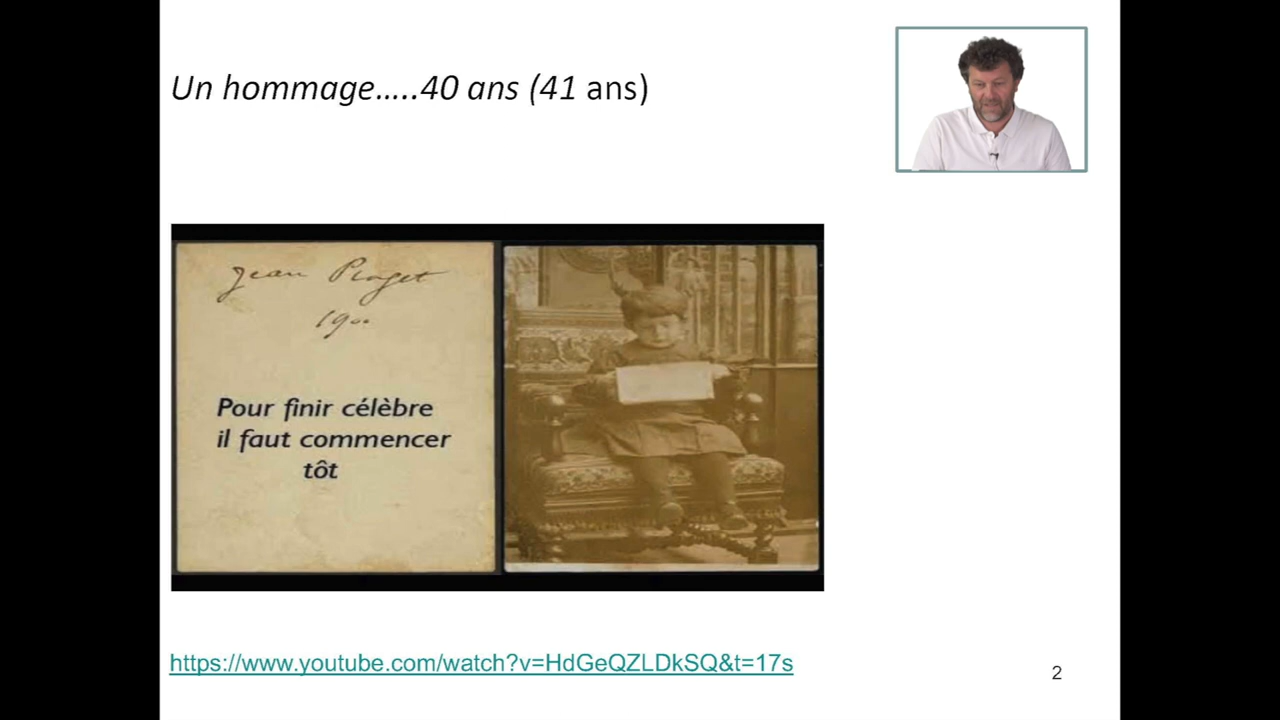 Un hommage.....40 ans (41 ans)
Jean Piaget
1900
Pour finir célèbre
il faut commencer
tôt
https://www.youtube.com/watch?v=HdGeQZLDkSQ&t=17s
2